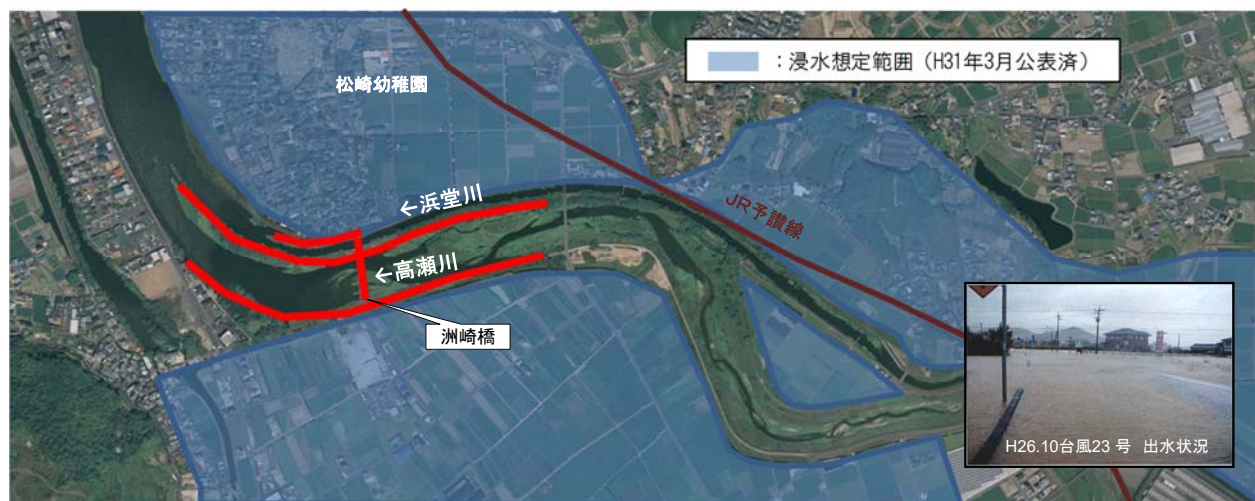 ：浸水想定範囲（H31年3月公表済）
松崎幼稚園
←浜堂川
JR予讃線
←高瀬川
洲崎橋
H26.10台風23 号 出水状況